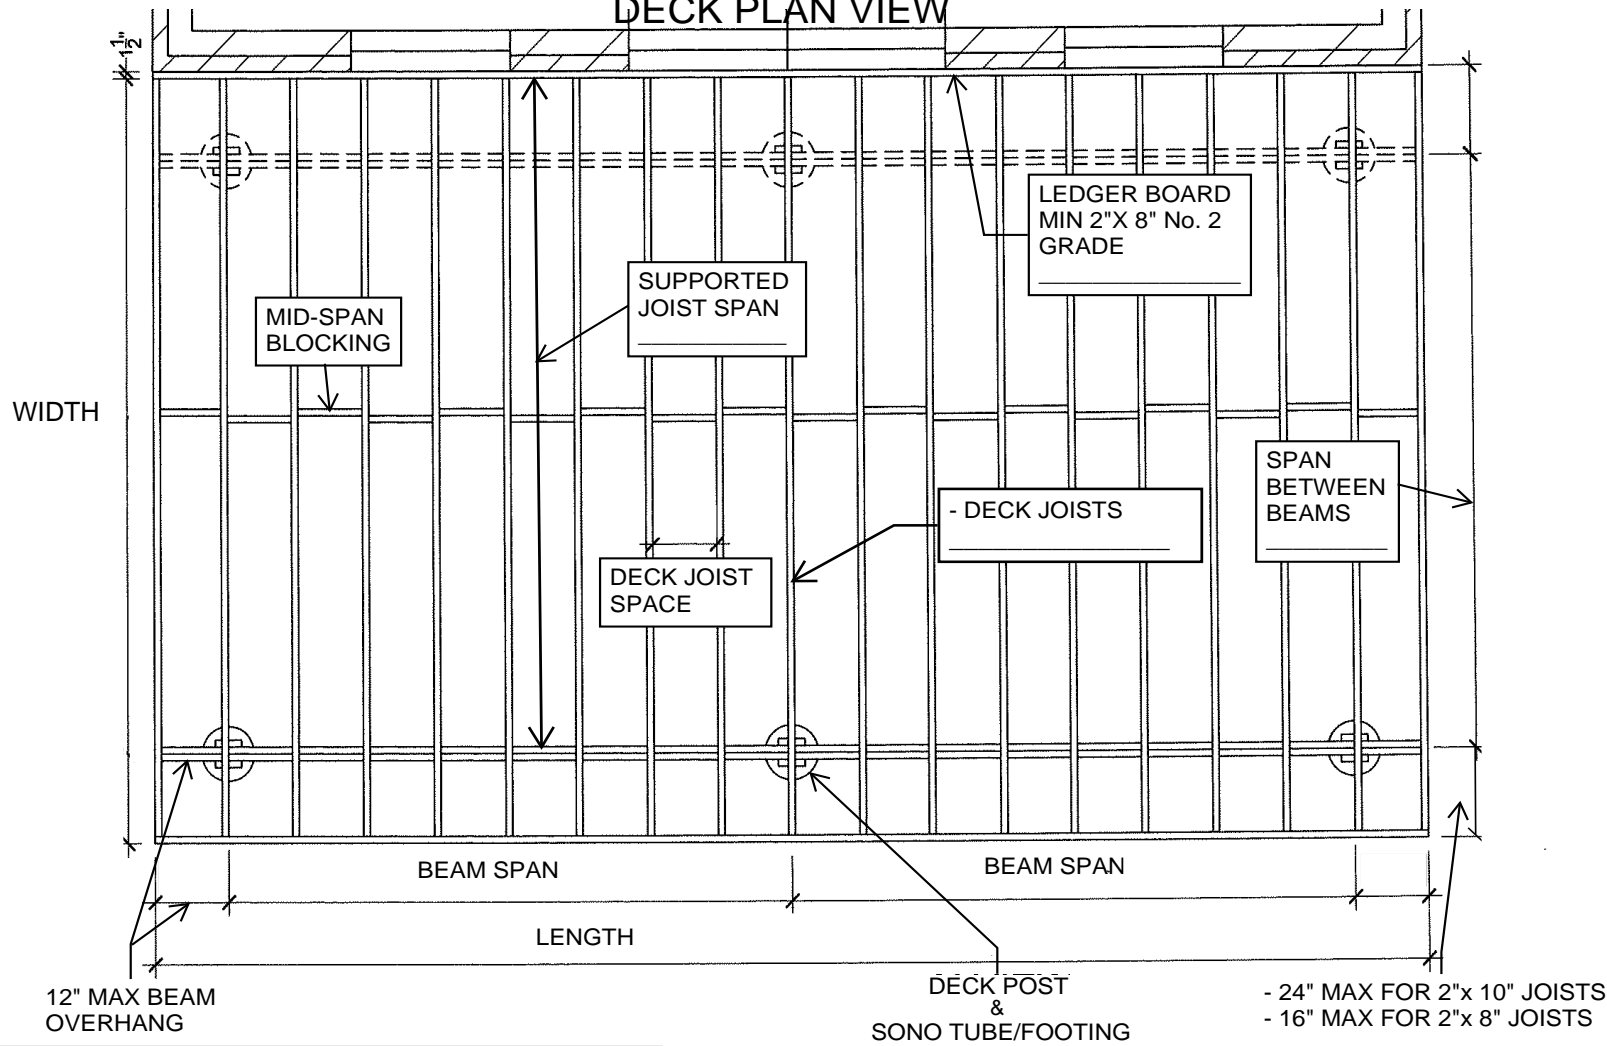 DECK PLAN VIEW
1 1/2"
LEDGER BOARD
MIN 2"X 8" No. 2
GRADE
SUPPORTED
JOIST SPAN
MID-SPAN
BLOCKING
WIDTH
SPAN
BETWEEN
BEAMS
- DECK JOISTS
DECK JOIST
SPACE
BEAM SPAN
BEAM SPAN
LENGTH
12" MAX BEAM
OVERHANG
DECK POST
&
SONO TUBE/FOOTING
- 24" MAX FOR 2"x 10" JOISTS
- 16" MAX FOR 2"x 8" JOISTS